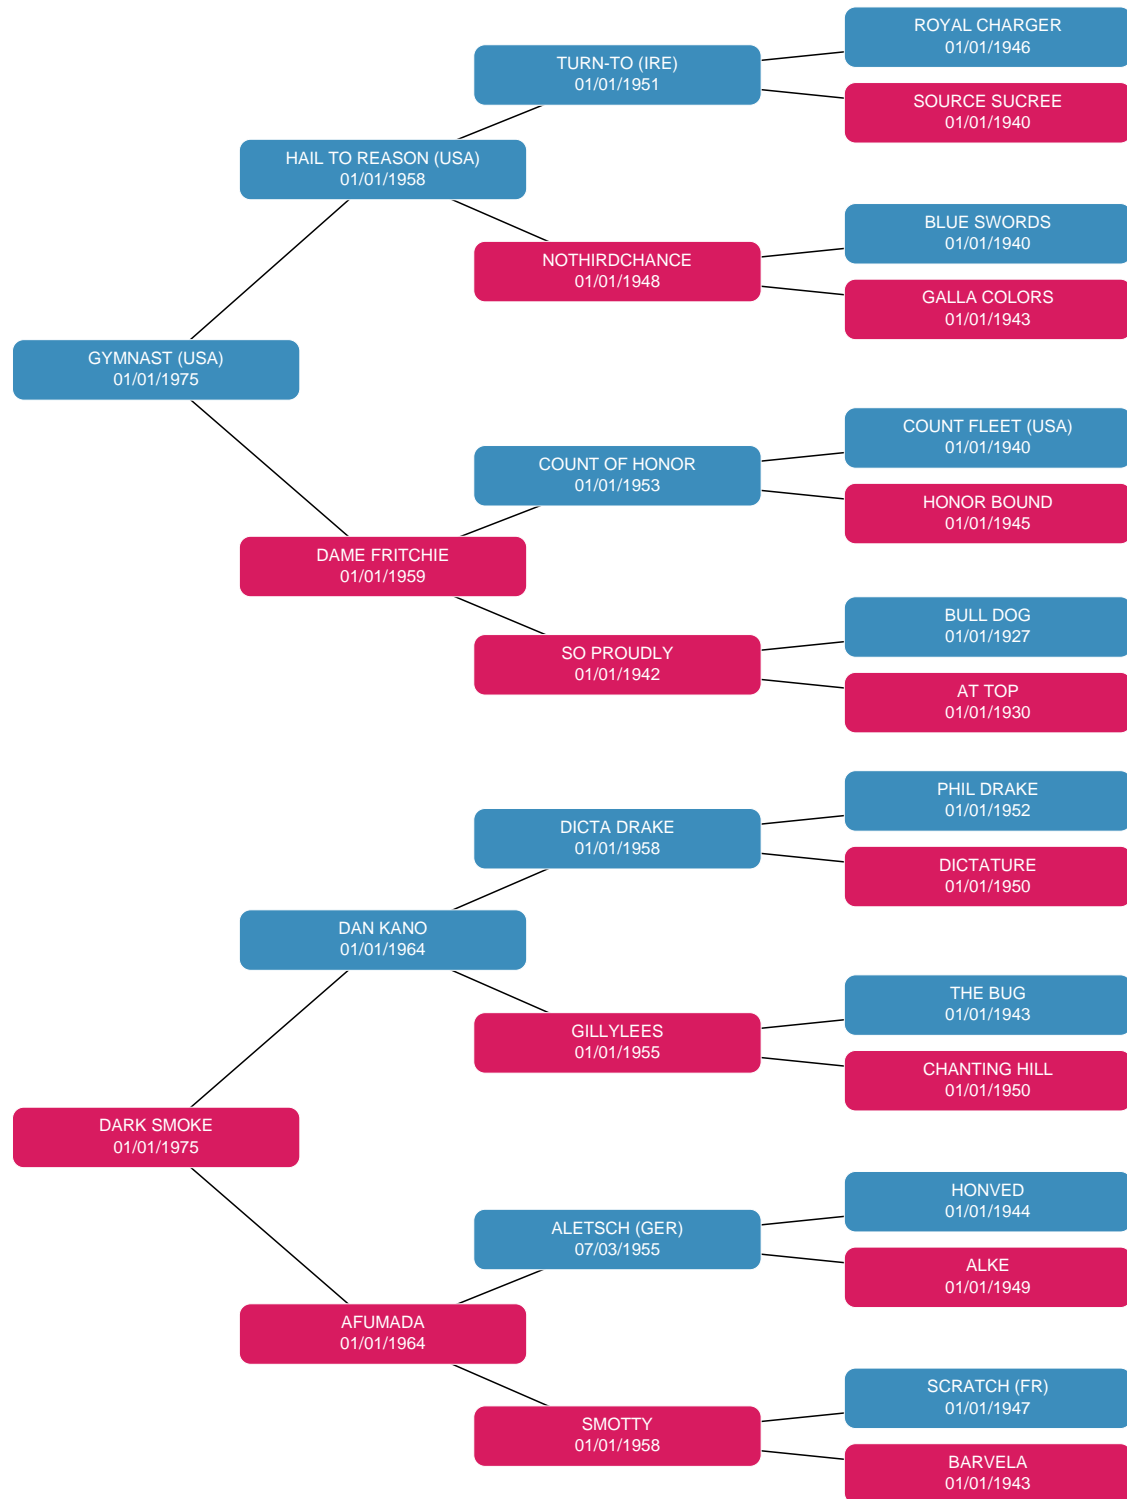 ROYAL CHARGER
01/01/1946
TURN-TO (IRE)
01/01/1951
SOURCE SUCREE
01/01/1940
HAIL TO REASON (USA)
01/01/1958
BLUE SWORDS
01/01/1940
NOTHIRDCHANCE
01/01/1948
GALLA COLORS
01/01/1943
GYMNAST (USA)
01/01/1975
COUNT FLEET (USA)
01/01/1940
COUNT OF HONOR
01/01/1953
HONOR BOUND
01/01/1945
DAME FRITCHIE
01/01/1959
BULL DOG
01/01/1927
SO PROUDLY
01/01/1942
AT TOP
01/01/1930
PHIL DRAKE
01/01/1952
DICTA DRAKE
01/01/1958
DICTATURE
01/01/1950
DAN KANO
01/01/1964
THE BUG
01/01/1943
GILLYLEES
01/01/1955
CHANTING HILL
01/01/1950
DARK SMOKE
01/01/1975
HONVED
01/01/1944
ALETSCH (GER)
07/03/1955
ALKE
01/01/1949
AFUMADA
01/01/1964
SCRATCH (FR)
01/01/1947
SMOTTY
01/01/1958
BARVELA
01/01/1943